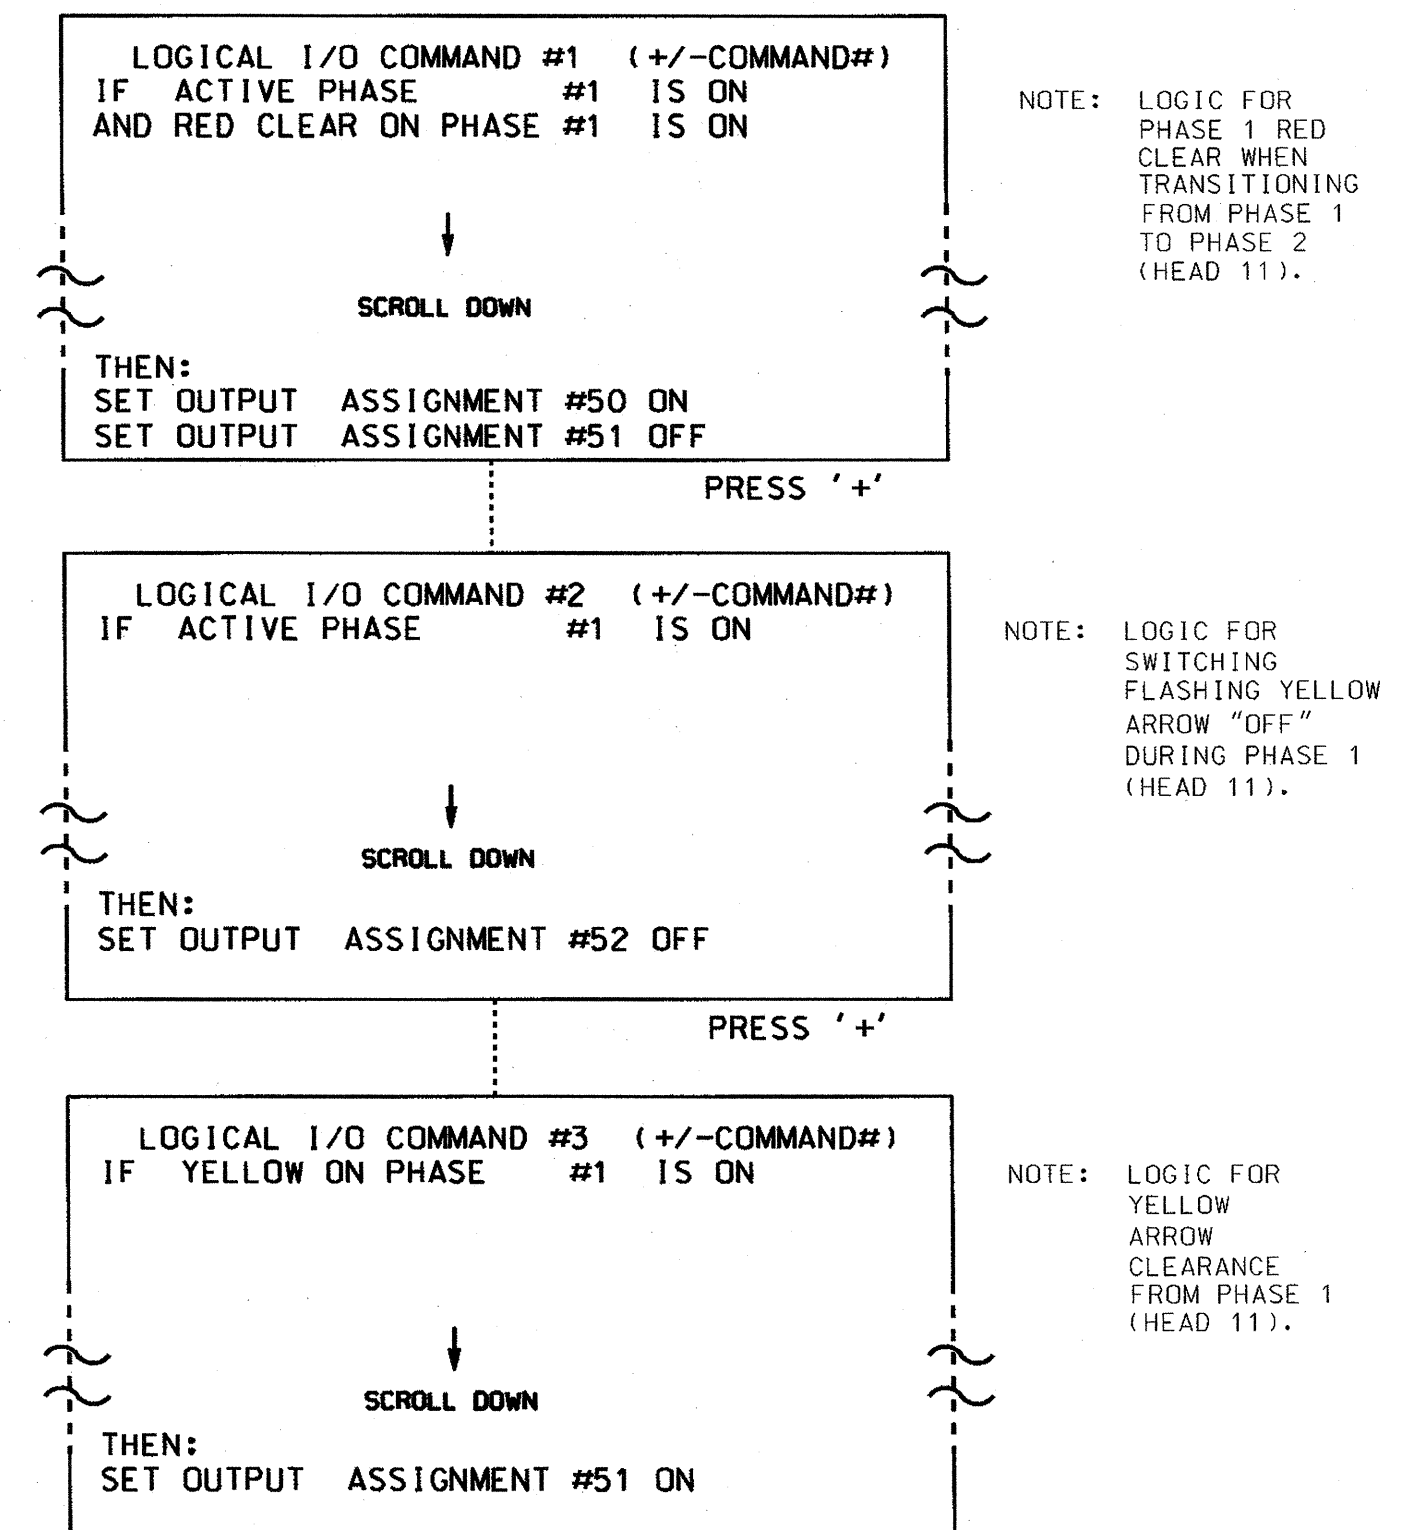 LOGICAL I/O COMMAND #1 (+/-COMMAND#)
IF ACTIVE PHASE #1 IS ON
AND RED CLEAR ON PHASE #1 IS ON
SCROLL DOWN
THEN:
SET OUTPUT ASSIGNMENT #50 ON
SET OUTPUT ASSIGNMENT #51 OFF
NOTE: LOGIC FOR
PHASE 1 RED
CLEAR WHEN
TRANSITIONING
FROM PHASE 1
TO PHASE 2
(HEAD 11).
PRESS '+'
LOGICAL I/O COMMAND #2 (+/-COMMAND#)
IF ACTIVE PHASE #1 IS ON
SCROLL DOWN
THEN:
SET OUTPUT ASSIGNMENT #52 OFF
NOTE: LOGIC FOR
SWITCHING
FLASHING YELLOW
ARROW "OFF"
DURING PHASE 1
(HEAD 11).
PRESS '+'
LOGICAL I/O COMMAND #3 (+/-COMMAND#)
IF YELLOW ON PHASE #1 IS ON
SCROLL DOWN
THEN:
SET OUTPUT ASSIGNMENT #51 ON
NOTE: LOGIC FOR
YELLOW
ARROW
CLEARANCE
FROM PHASE 1
(HEAD 11).